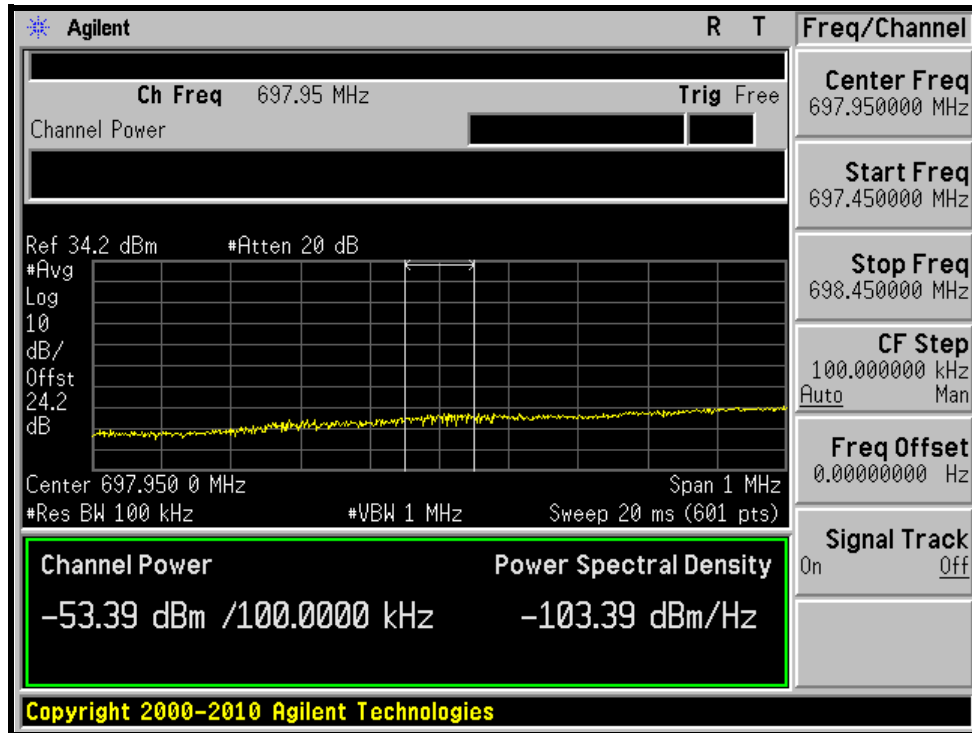 Agilent R T
Ch Freq 697.95 MHz Trig Free
Channel Power
Ref 34.2 dBm #Atten 20 dB
#Avg
Log
10
dB/
Offst
24.2
dB
Center 697.950 0 MHz Span 1 MHz
#Res BW 100 kHz #VBW 1 MHz Sweep 20 ms (601 pts)
Channel Power Power Spectral Density
-53.39 dBm /100.0000 kHz -103.39 dBm/Hz
Copyright 2000-2010 Agilent Technologies
Freq/Channel
Center Freq
697.950000 MHz
Start Freq
697.450000 MHz
Stop Freq
698.450000 MHz
CF Step
100.000000 kHz
Auto Man
Freq Offset
0.00000000 Hz
Signal Track
On Off